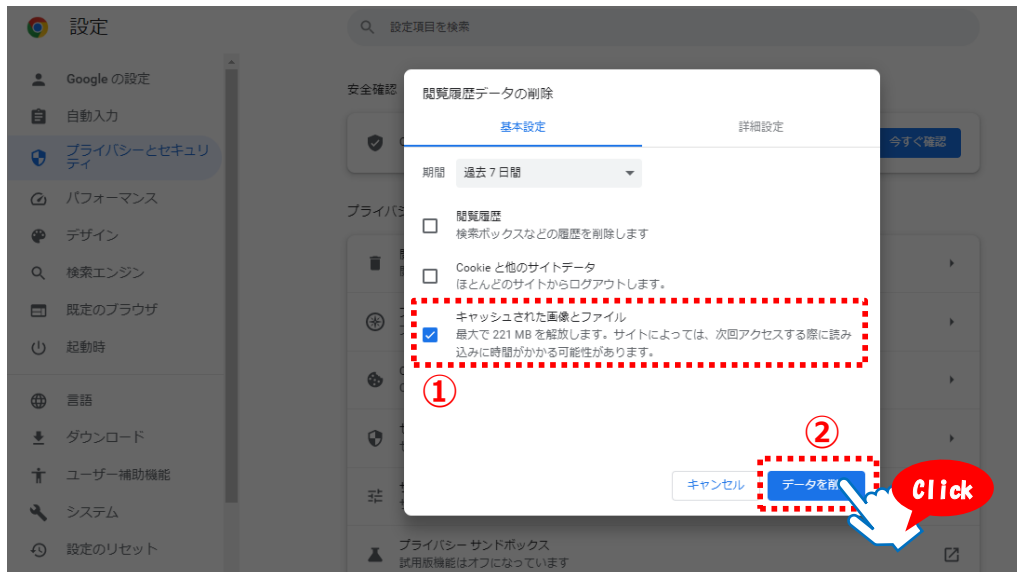 設定
設定項目を検索
Google の設定
自動入力
プライバシーとセキュリ
ティ
パフォーマンス
デザイン
検索エンジン
既定のブラウザ
起動時
言語
ダウンロード
ユーザー補助機能
システム
設定のリセット
安全確認
今すぐ確認
プライバシ
閲覧履歴データの削除
基本設定
詳細設定
期間
過去 7 日間
閲覧履歴
検索ボックスなどの履歴を削除します
Cookie と他のサイトデータ
ほとんどのサイトからログアウトします。
キャッシュされた画像とファイル
最大で 221 MB を解放します。サイトによっては、次回アクセスする際に読み
込みに時間がかかる可能性があります。
①
②
キャンセル
データを削
Click
プライバシー サンドボックス
試用版機能はオフになっています